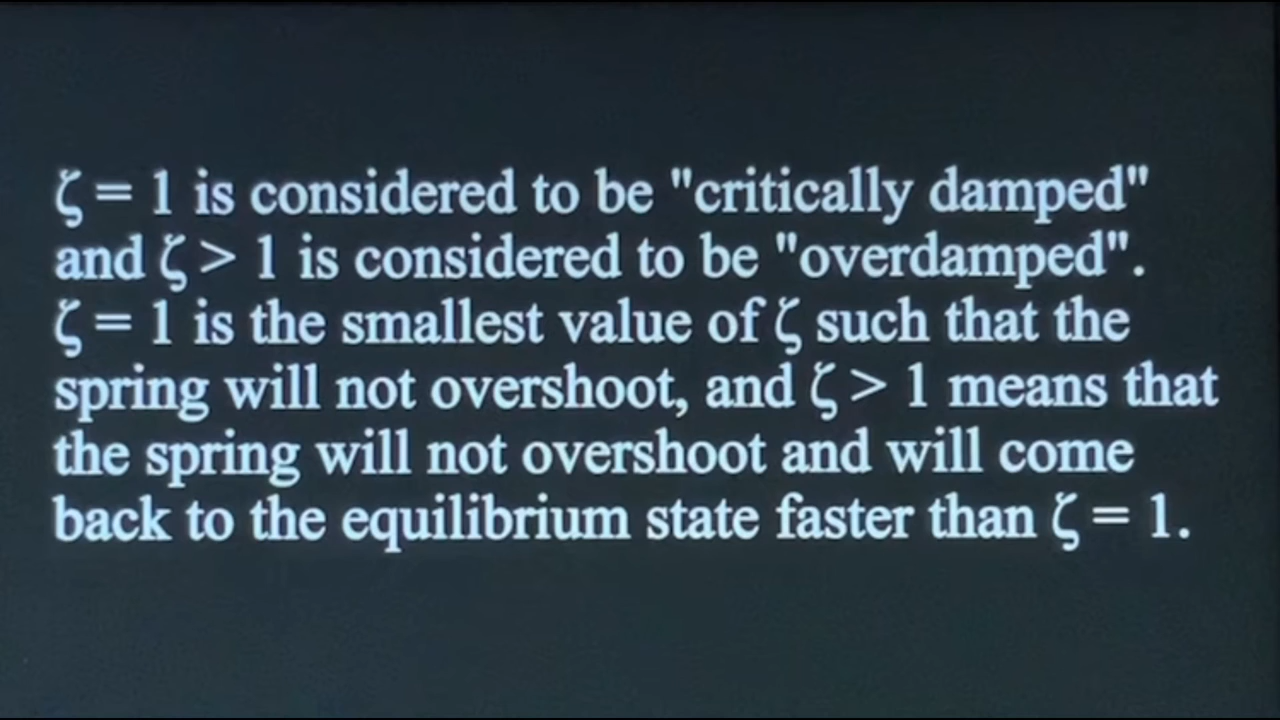 ζ = 1 is considered to be "critically damped"
and ζ > 1 is considered to be "overdamped".
ζ = 1 is the smallest value of ζ such that the
spring will not overshoot, and ζ > 1 means that
the spring will not overshoot and will come
back to the equilibrium state faster than ζ = 1.